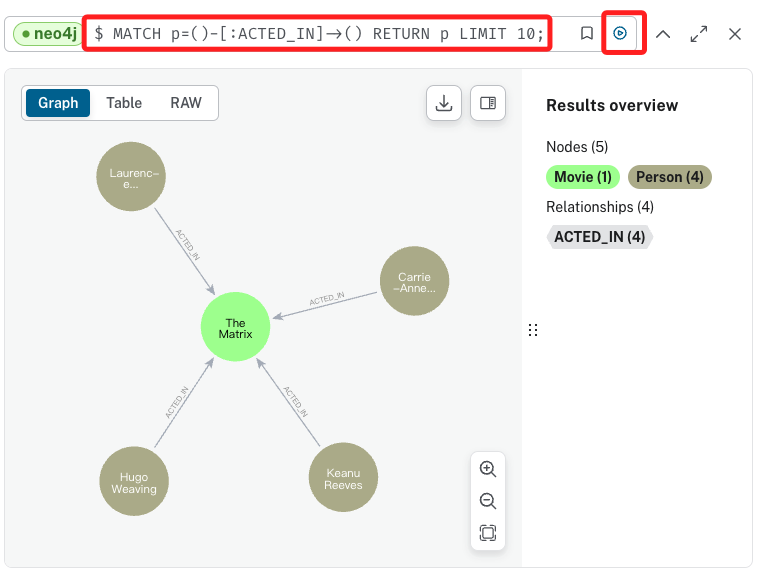 neo4j
$ MATCH p=()-[:ACTED_IN]->() RETURN p LIMIT 10;
Graph
Table
RAW
Results overview
Nodes (5)
Movie (1)
Person (4)
Relationships (4)
ACTED_IN (4)
Laurenc-
e...
ACTED_IN
Carrie
-Anne...
ACTED_IN
The
Matrix
ACTED_IN
ACTED_IN
Hugo
Weaving
Keanu
Reeves